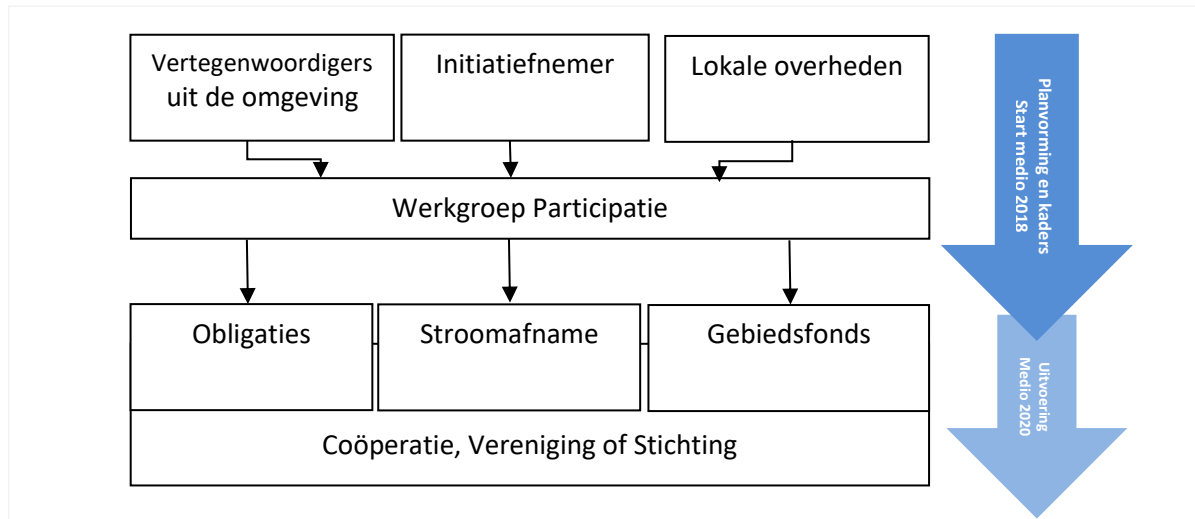 Vertegenwoordigers
uit de omgeving
Initiatiefnemer
Lokale overheden
Werkgroep Participatie
Obligaties
Stroomafname
Gebiedsfonds
Coöperatie, Vereniging of Stichting
Planvorming en kaders
Start medio 2018
Uitvoering
Medio 2020